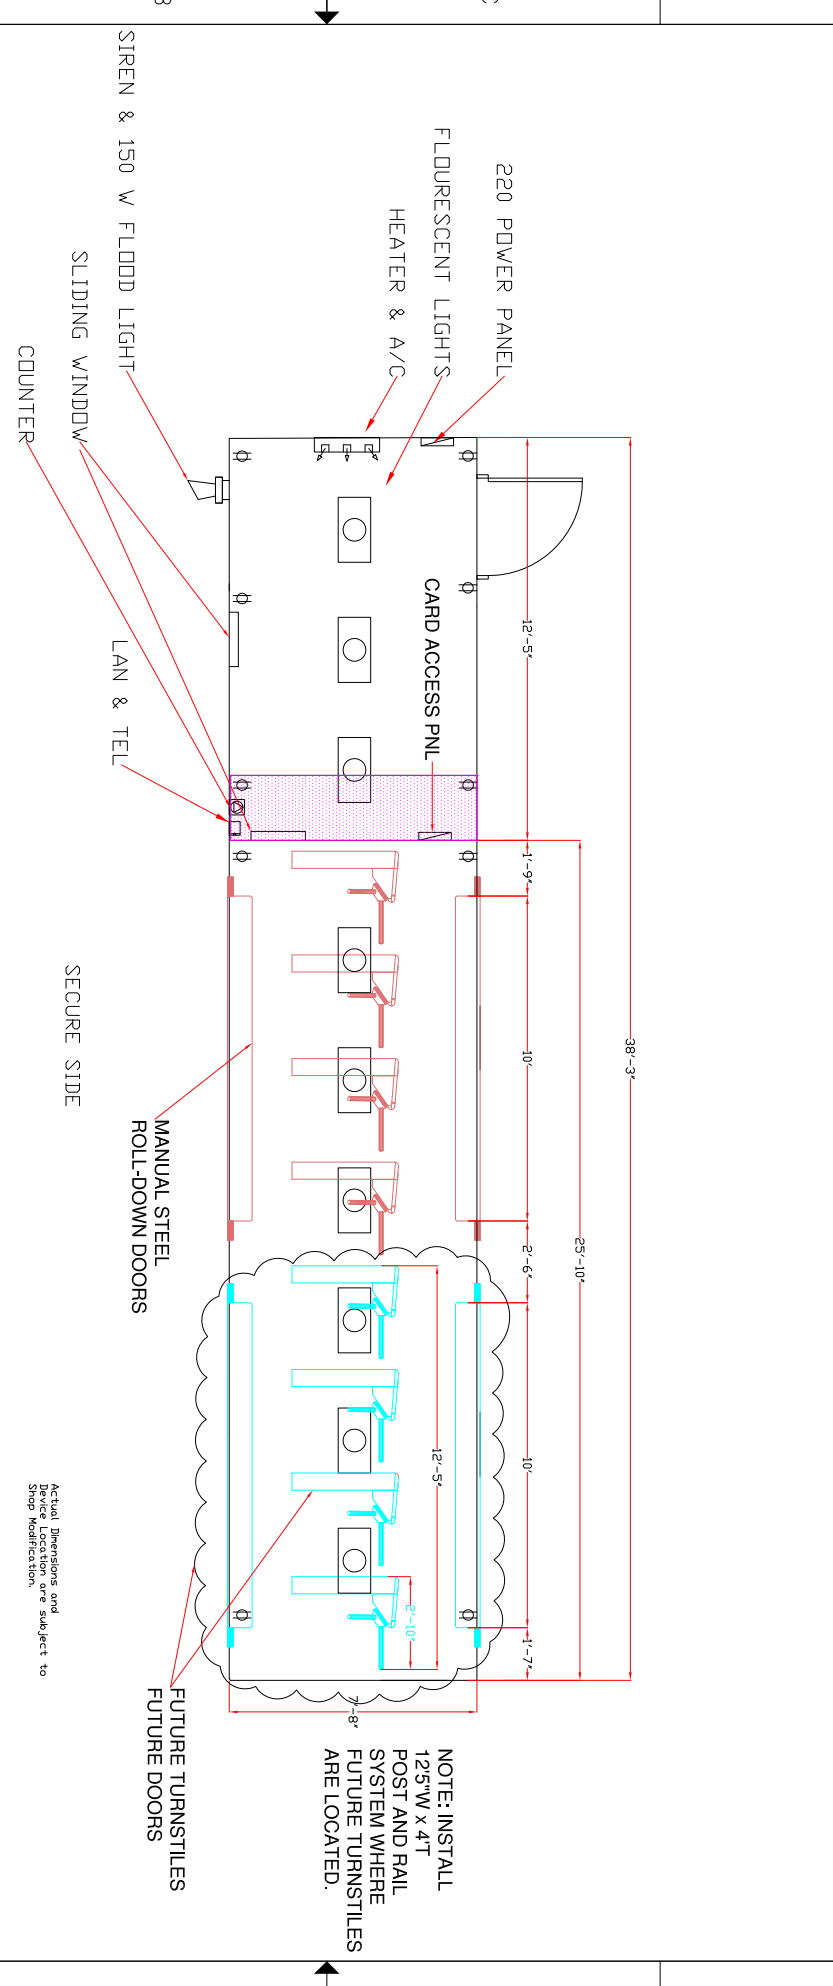 220 POWER PANEL
FLOURESCENT LIGHTS
HEATER & A/C
SIREN & 150 W FLOOD LIGHT
SLIDING WINDOW
COUNTER
LAN & TEL
CARD ACCESS PNL
12'-5"
1'-9"
10'
2'-6"
10'
1'-7"
38'-3"
25'-10"
12'-5"
2'-10"
7'-8"
SECURE SIDE
MANUAL STEEL
ROLL-DOWN DOORS
FUTURE TURNSTILES
FUTURE DOORS
NOTE: INSTALL
12'5"W x 4'T
POST AND RAIL
SYSTEM WHERE
FUTURE TURNSTILES
ARE LOCATED.
Actual Dimensions and
Device Location are subject to
Shop Modification.